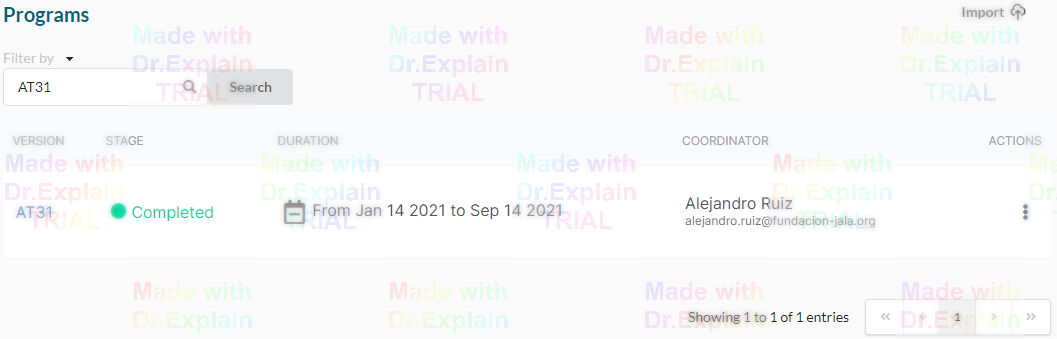 Programs
Import
Made with Made with Made with Made with
Filter by
Dr.Explain Dr.Explain Dr.Explain Dr.Explain
AT31 Search
TRIAL TRIAL TRIAL TRIAL
VERSION STAGE DURATION COORDINATOR ACTIONS
Made with Made with Made with Made with Made with
Dr.Explain Dr.Explain Dr.Explain Dr.Explain Dr.Explain
Alejandro Ruiz
AT31 Completed From Jan 14 2021 to Sep 14 2021
alejandro.ruiz@fundacion-jala.org
TRIAL TRIAL TRIAL TRIAL TRIAL
Made with Made with Made with Made with
Showing 1 to 1 of 1 entries « ‹ 1 › »
Dr.Explain Dr.Explain Dr.Explain Dr.Explain